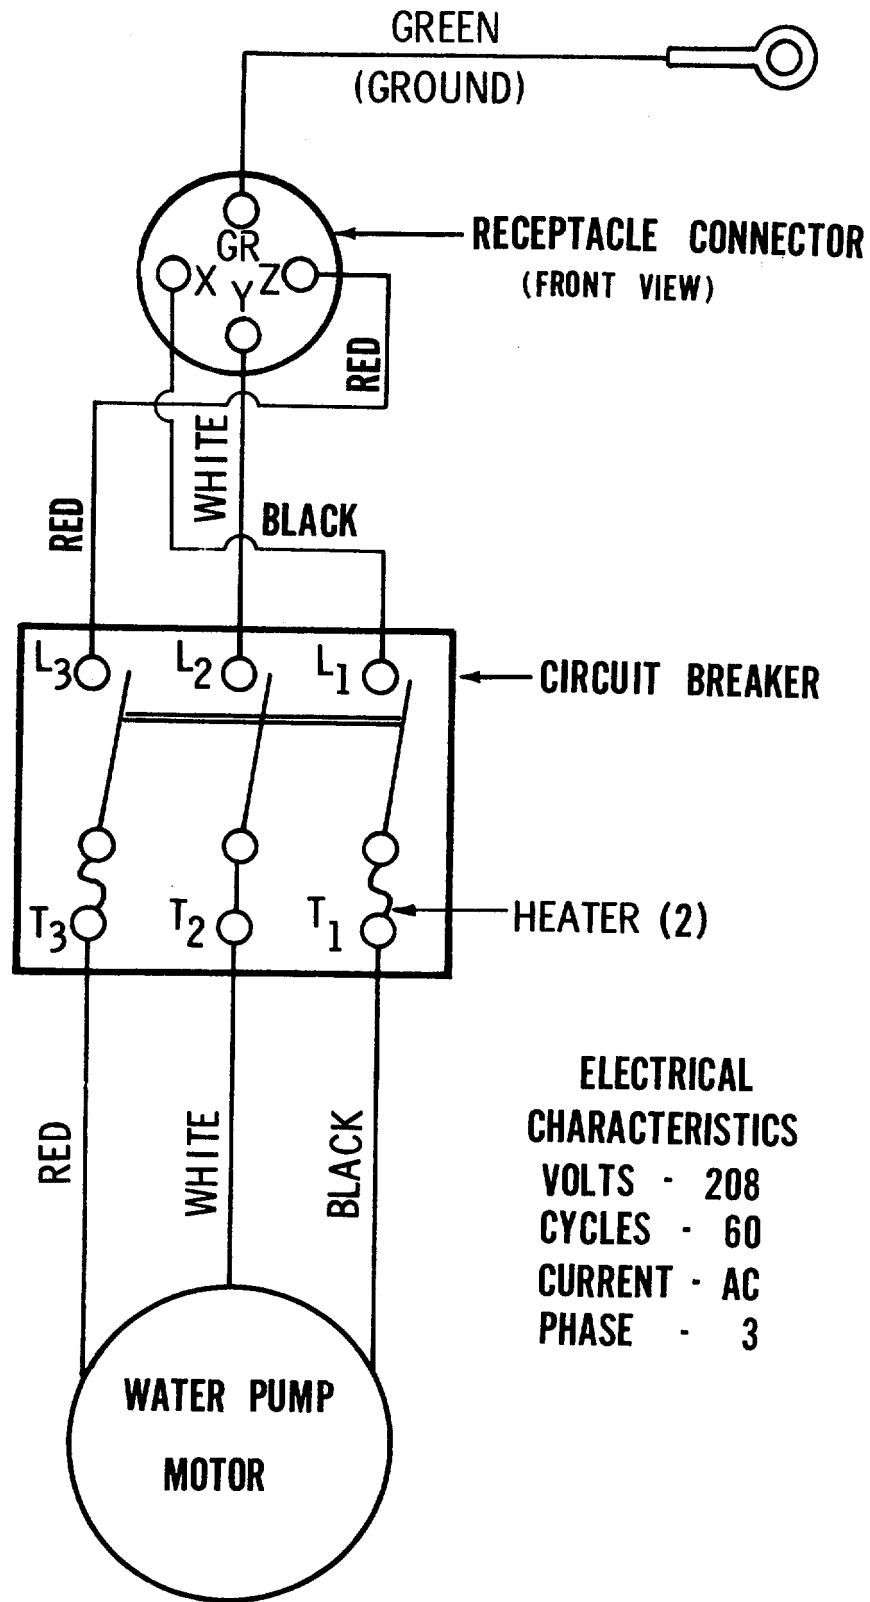 GREEN
(GROUND)
RECEPTACLE CONNECTOR
(FRONT VIEW)
GR
X Y Z
RED
WHITE
RED
BLACK
L3 L2 L1
CIRCUIT BREAKER
T3 T2 T1
HEATER (2)
RED
WHITE
BLACK
ELECTRICAL
CHARACTERISTICS
VOLTS - 208
CYCLES - 60
CURRENT - AC
PHASE - 3
WATER PUMP
MOTOR